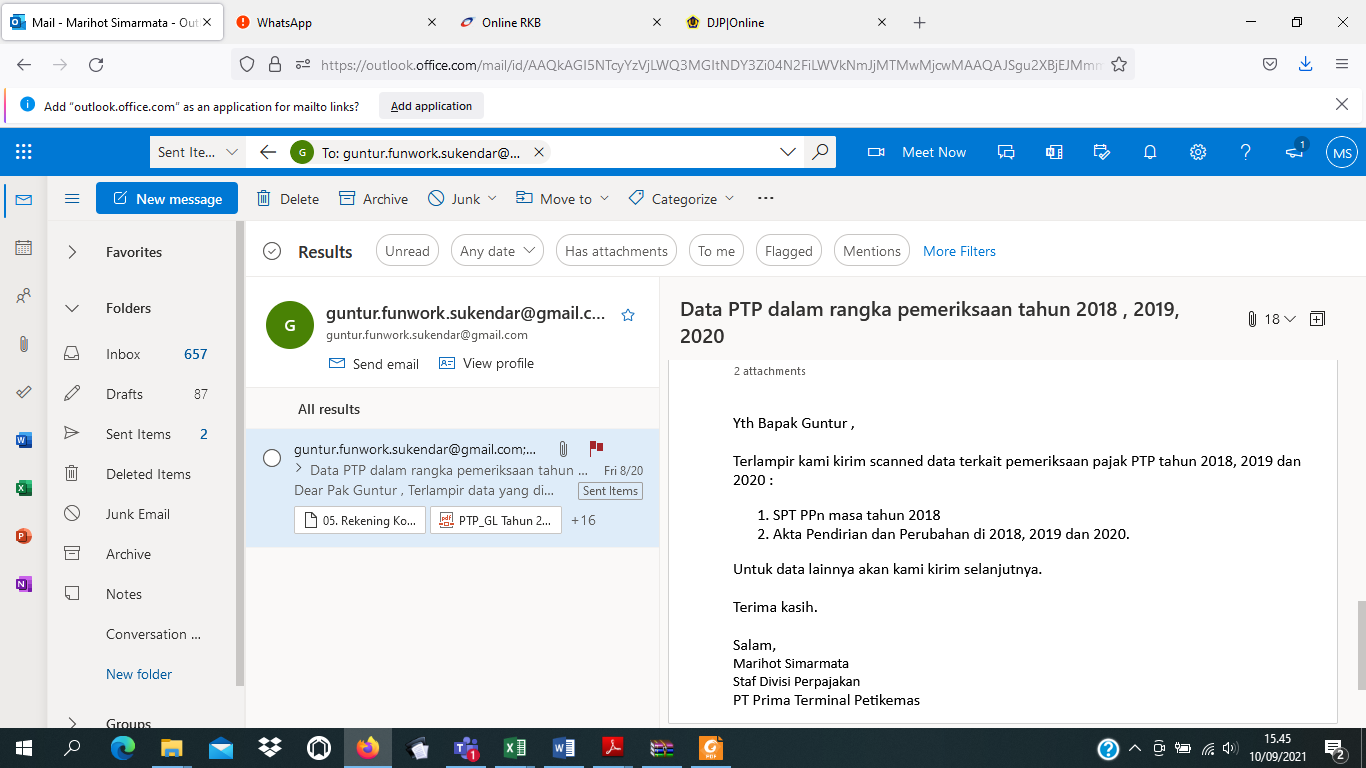 Mail - Marihot Simarmata - Out
WhatsApp
Online RKB
DJP|Online
Add "outlook.office.com" as an application for mailto links?
Add application
Sent Ite...
G
To: guntur.funwork.sukendar@...
Meet Now
1
MS
New message
Delete
Archive
Junk
Move to
Categorize
Favorites
Folders
Inbox 657
Drafts 87
Sent Items 2
Deleted Items
Junk Email
Archive
Notes
Conversation ...
New folder
Groups
Results
Unread
Any date
Has attachments
To me
Flagged
Mentions
More Filters
G
guntur.funwork.sukendar@gmail.c...
guntur.funwork.sukendar@gmail.com
Send email
View profile
All results
guntur.funwork.sukendar@gmail.com;...
Data PTP dalam rangka pemeriksaan tahun ... Fri 8/20
Dear Pak Guntur , Terlampir data yang di... Sent Items
05. Rekening Ko...
PTP_GL Tahun 2...
+16
Data PTP dalam rangka pemeriksaan tahun 2018 , 2019,
2020
18
2 attachments
Yth Bapak Guntur ,
Terlampir kami kirim scanned data terkait pemeriksaan pajak PTP tahun 2018, 2019 dan
2020 :
1. SPT PPn masa tahun 2018
2. Akta Pendirian dan Perubahan di 2018, 2019 dan 2020.
Untuk data lainnya akan kami kirim selanjutnya.
Terima kasih.
Salam,
Marihot Simarmata
Staf Divisi Perpajakan
PT Prima Terminal Petikemas
15.45
10/09/2021
2